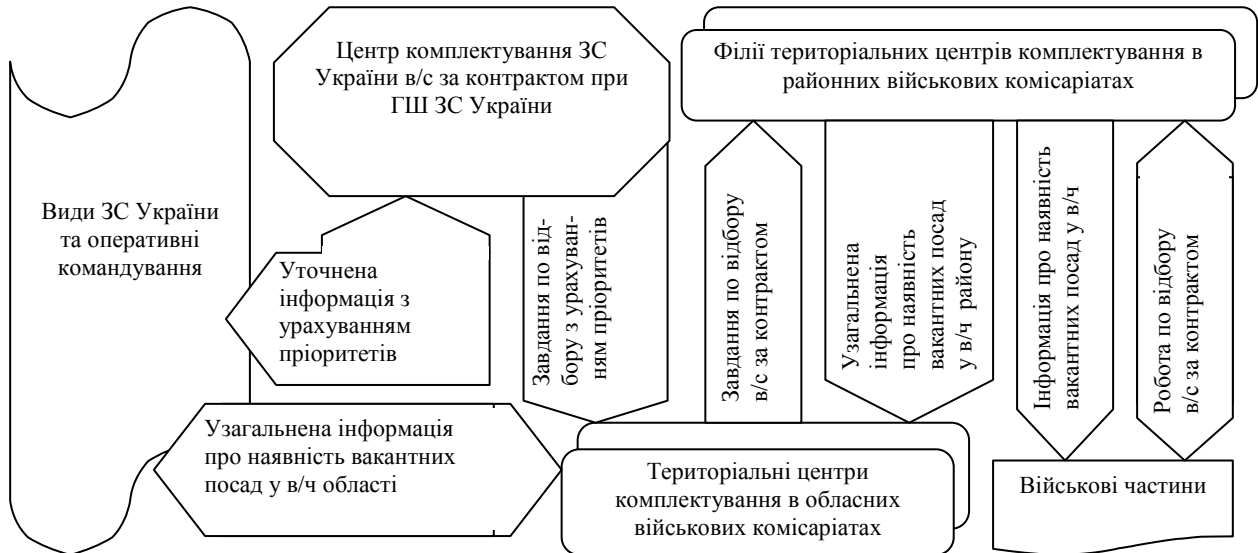 Центр комплектування ЗС
України в/с за контрактом при
ГШ ЗС України
Філії територіальних центрів комплектування в
районних військових комісаріатах
Види ЗС України
та оперативні
командування
Уточнена
інформація з
урахуванням
пріоритетів
Завдання по від-
бору з урахуван-
ням пріоритетів
Завдання по відбору
в/с за контрактом
Узагальнена
інформація
про наявність
вакантних посад
у в/ч району
Інформація про наявність
вакантних посад у в/ч
Робота по відбору
в/с за контрактом
Узагальнена інформація
про наявність вакантних
посад у в/ч області
Територіальні центри
комплектування в обласних
військових комісаріатах
Військові частини